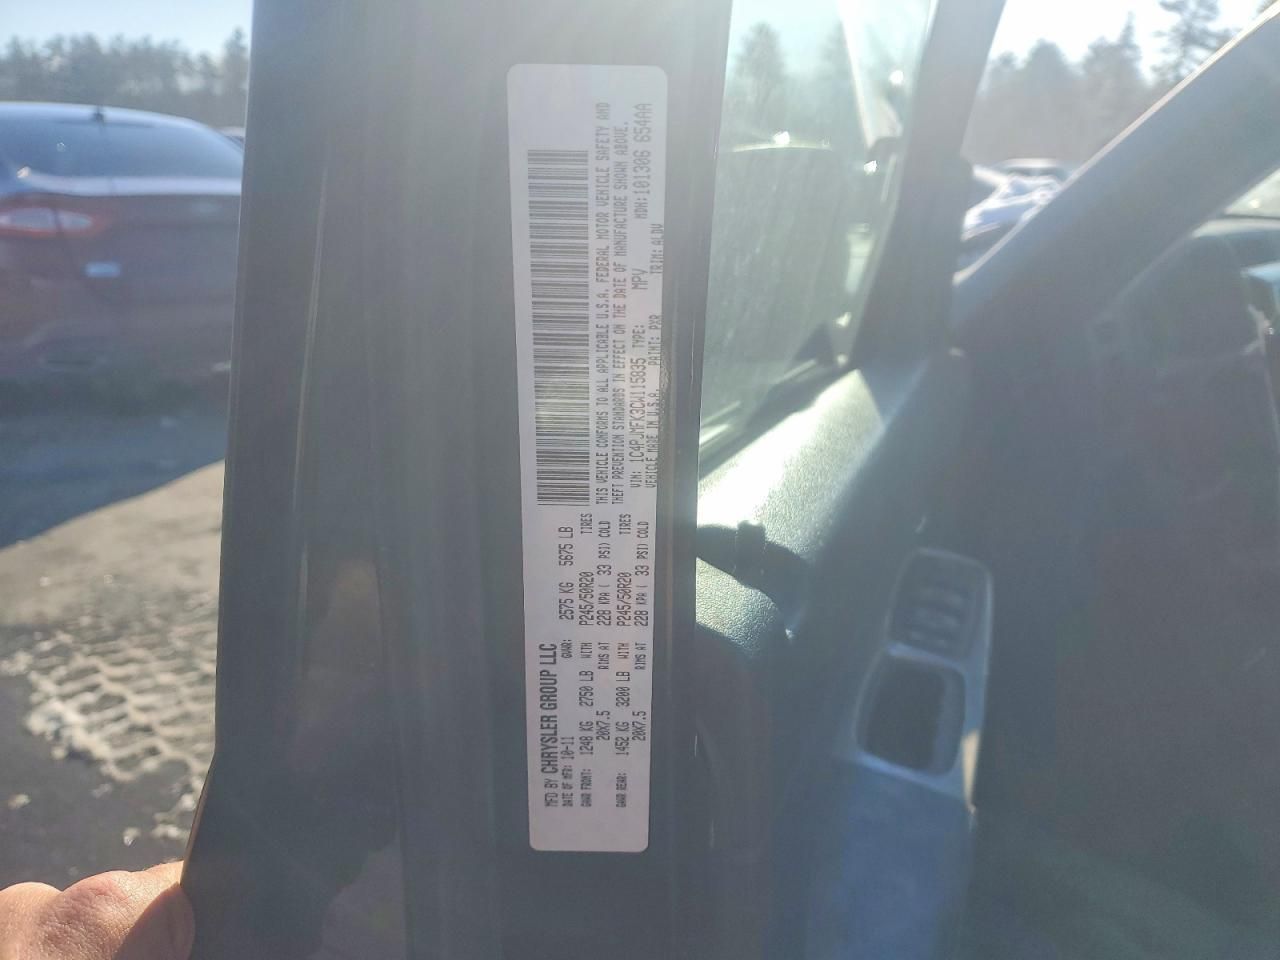 MFD BY CHRYSLER GROUP LLC
DATE OF MFR: 10-11 GVWR: 2575 KG 5675 LB
GAWR FRONT: 1248 KG 2750 LB WITH P245/50R20 TIRES
20X7.5 RIMS AT 228 KPA ( 33 PSI) COLD
GAWR REAR: 1452 KG 3200 LB WITH P245/50R20 TIRES
20X7.5 RIMS AT 228 KPA ( 33 PSI) COLD
THIS VEHICLE CONFORMS TO ALL APPLICABLE U.S.A. FEDERAL MOTOR VEHICLE SAFETY AND
THEFT PREVENTION STANDARDS IN EFFECT ON THE DATE OF MANUFACTURE SHOWN ABOVE.
VIN: 1C4PJMFK3CW115835 TYPE: MPV MDH: 101306 654AA
VEHICLE MADE IN U.S.A. PAINT: PXR TRIM: ALDV